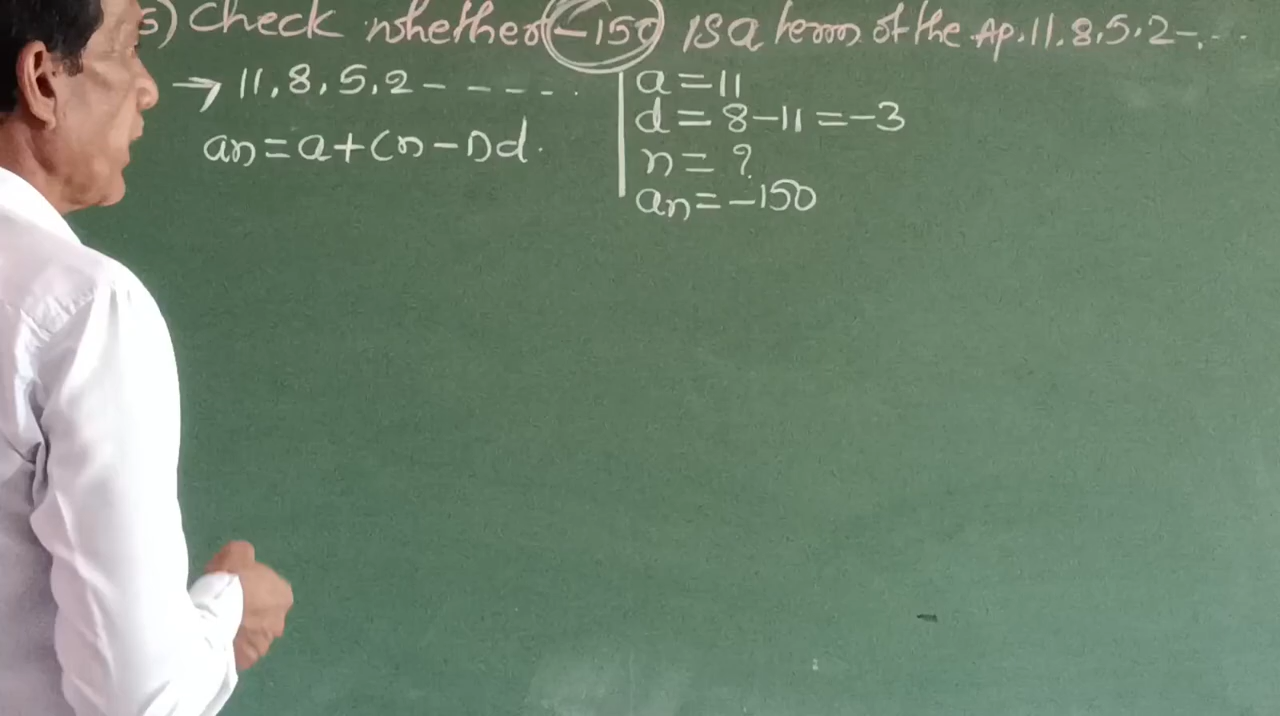 5) Check whether -150 is a term of the AP. 11, 8, 5, 2 -. - -
→ 11, 8, 5, 2 - - - - - .
an = a + (n - 1)d.
a = 11
d = 8 - 11 = -3
n = ?
an = -150